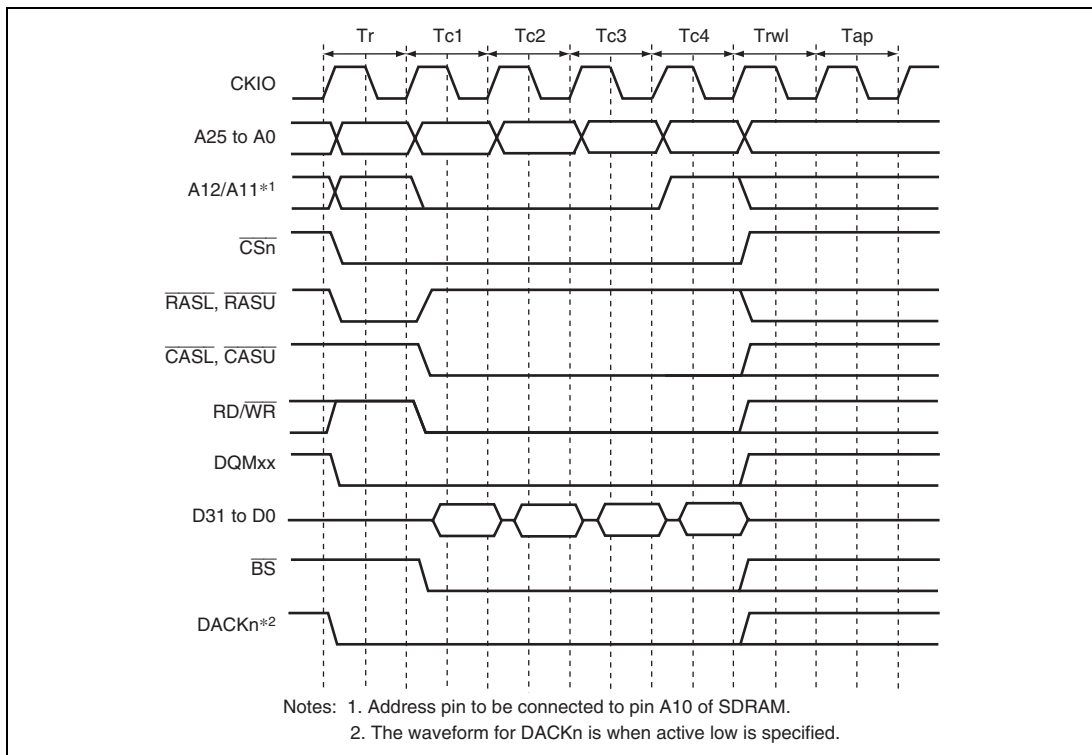 Tr Tc1 Tc2 Tc3 Tc4 Trwl Tap
CKIO
A25 to A0
A12/A11*1
CSn
RASL, RASU
CASL, CASU
RD/WR
DQMxx
D31 to D0
BS
DACKn*2
Notes: 1. Address pin to be connected to pin A10 of SDRAM.
2. The waveform for DACKn is when active low is specified.